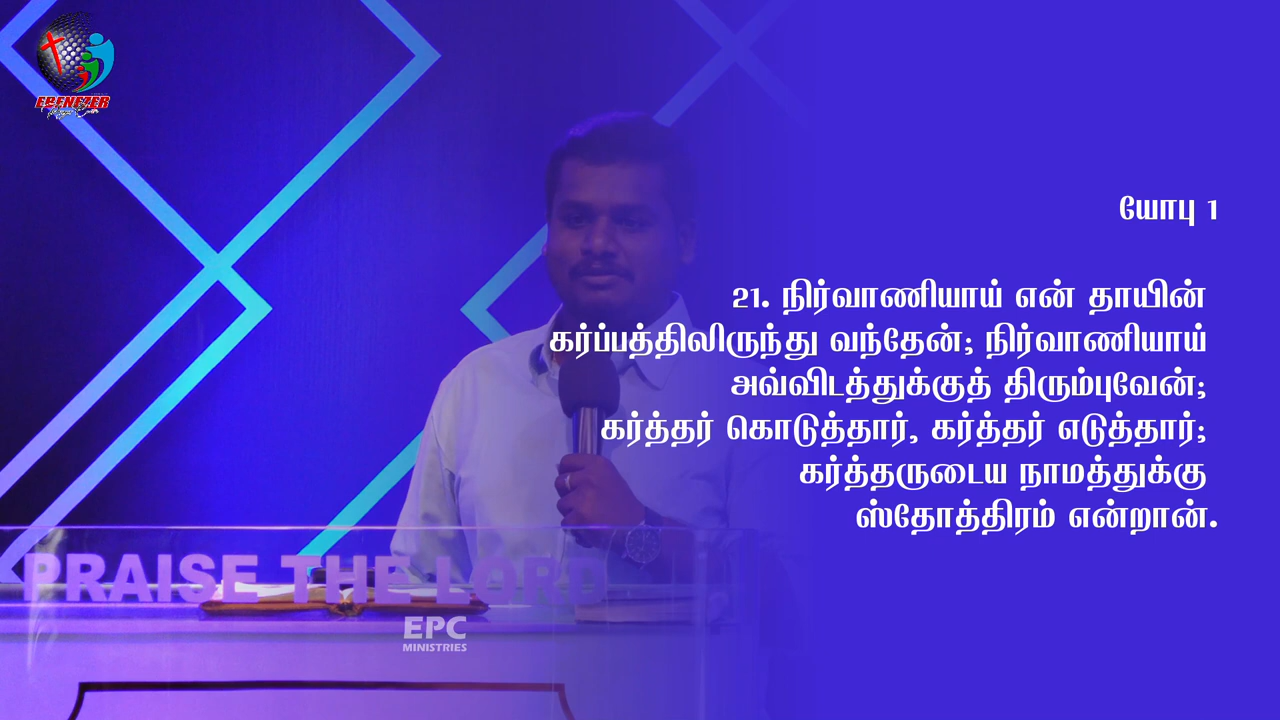 EBENEZER
யோபு 1
21. நிர்வாணியாய் என் தாயின்
கர்ப்பத்திலிருந்து வந்தேன்; நிர்வாணியாய்
அவ்விடத்துக்குத் திரும்புவேன்;
கர்த்தர் கொடுத்தார், கர்த்தர் எடுத்தார்;
கர்த்தருடைய நாமத்துக்கு
ஸ்தோத்திரம் என்றான்.
PRAISE THE LORD
EPC
MINISTRIES